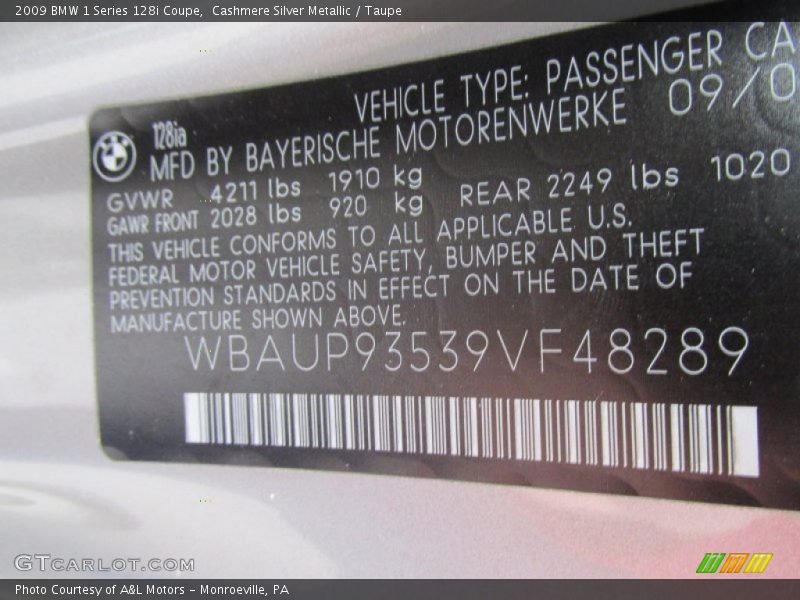 2009 BMW 1 Series 128i Coupe,  Cashmere Silver Metallic / Taupe
VEHICLE TYPE: PASSENGER CA
128ia
MFD BY BAYERISCHE MOTORENWERKE 09/0
GVWR 4211 lbs 1910 kg
GAWR FRONT 2028 lbs 920 kg REAR 2249 lbs 1020
THIS VEHICLE CONFORMS TO ALL APPLICABLE U.S.
FEDERAL MOTOR VEHICLE SAFETY, BUMPER AND THEFT
PREVENTION STANDARDS IN EFFECT ON THE DATE OF
MANUFACTURE SHOWN ABOVE.
WBAUP93539VF48289
GTCARLOT.COM
Photo Courtesy of A&L Motors – Monroeville, PA